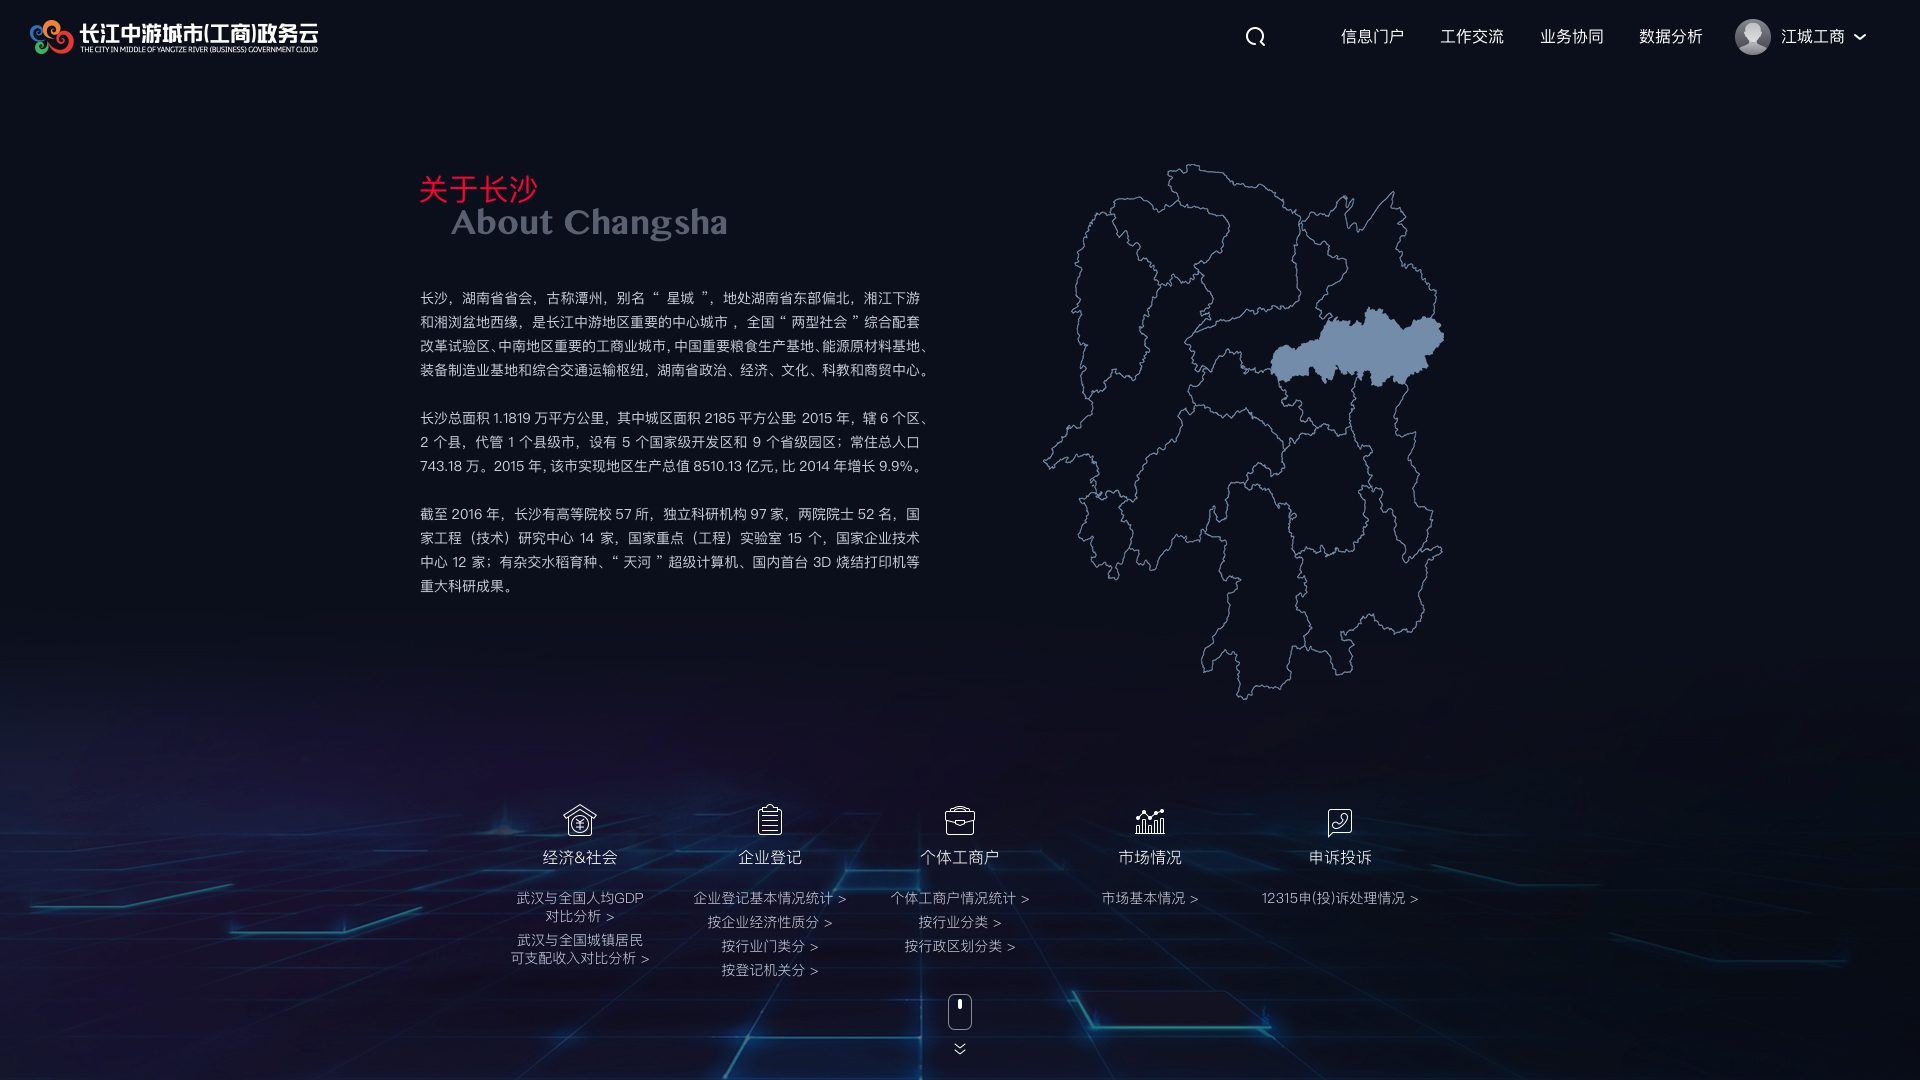 长江中游城市(工商)政务云
THE CITY IN MIDDLE OF YANGTZE RIVER (BUSINESS) GOVERNMENT CLOUD
信息门户 工作交流 业务协同 数据分析 江城工商
关于长沙
About Changsha
长沙，湖南省省会，古称潭州，别名 “ 星城 ”，地处湖南省东部偏北，湘江下游
和湘浏盆地西缘，是长江中游地区重要的中心城市 ，全国 “ 两型社会 ” 综合配套
改革试验区、中南地区重要的工商业城市, 中国重要粮食生产基地、能源原材料基地、
装备制造业基地和综合交通运输枢纽，湖南省政治、经济、文化、科教和商贸中心。
长沙总面积 1.1819 万平方公里，其中城区面积 2185 平方公里; 2015 年，辖 6 个区、
2 个县，代管 1 个县级市，设有 5 个国家级开发区和 9 个省级园区；常住总人口
743.18 万。2015 年, 该市实现地区生产总值 8510.13 亿元, 比 2014 年增长 9.9%。
截至 2016 年，长沙有高等院校 57 所，独立科研机构 97 家，两院院士 52 名，国
家工程（技术）研究中心 14 家，国家重点（工程）实验室 15 个，国家企业技术
中心 12 家；有杂交水稻育种、“ 天河 ” 超级计算机、国内首台 3D 烧结打印机等
重大科研成果。
经济&社会
武汉与全国人均GDP
对比分析 >
武汉与全国城镇居民
可支配收入对比分析 >
企业登记
企业登记基本情况统计 >
按企业经济性质分 >
按行业门类分 >
按登记机关分 >
个体工商户
个体工商户情况统计 >
按行业分类 >
按行政区划分类 >
市场情况
市场基本情况 >
申诉投诉
12315申(投)诉处理情况 >